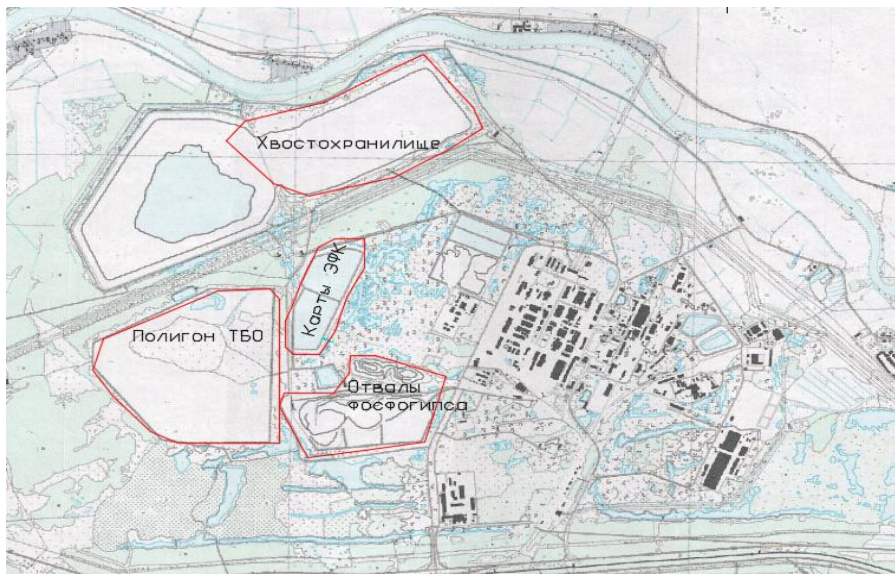 Хвостохранилище
Карты ЭФК
Полигон ТБО
Отвалы
фосфогипса